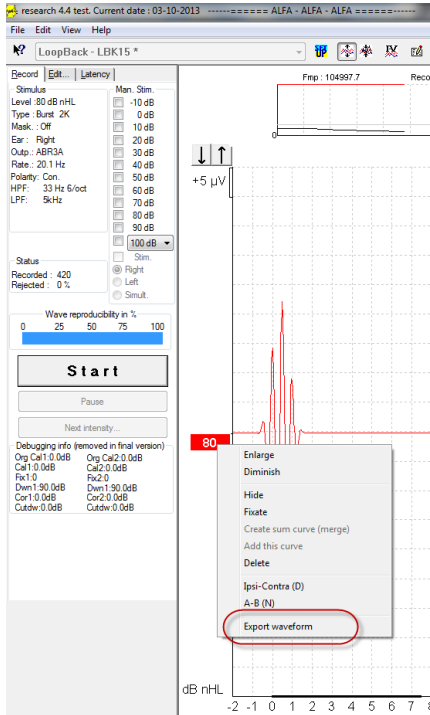 research 4.4 test. Current date : 03-10-2013 ------====== ALFA - ALFA - ALFA ======------
File Edit View Help
LoopBack - LBK15 *
UP
Record Edit... Latency
Stimulus
Level :80 dB nHL
Type :Burst 2K
Mask. : Off
Ear : Right
Outp.: ABR3A
Rate.: 20.1 Hz
Polarity: Con.
HPF: 33 Hz 6/oct
LPF: 5kHz
Man. Stim.
-10 dB
0 dB
10 dB
20 dB
30 dB
40 dB
50 dB
60 dB
70 dB
80 dB
90 dB
100 dB
Stim.
Right
Left
Simult.
Status
Recorded : 420
Rejected : 0 %
Wave reproducibility in %
0 25 50 75 100
Start
Pause
Next intensity...
Debugging info (removed in final version)
Org Cal1:0.0dB Org Cal2:0.0dB
Cal1:0.0dB Cal2:0.0dB
Fix1:0 Fix2:0
Dwn1:90.0dB Dwn1:90.0dB
Cor1:0.0dB Cor2:0.0dB
Cutdw:0.0dB Cutdw:0.0dB
Fmp : 104997.7 Reco
0
+5 µV
80
Enlarge
Diminish
Hide
Fixate
Create sum curve (merge)
Add this curve
Delete
Ipsi-Contra (D)
A-B (N)
Export waveform
dB nHL
-2 -1 0 1 2 3 4 5 6 7 8